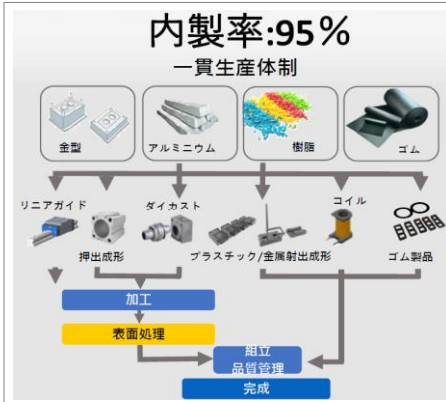 内製率:95%
一貫生産体制
金型
アルミニウム
樹脂
ゴム
リニアガイド
ダイカスト
コイル
押出成形
プラスチック/金属射出成形
ゴム製品
加工
表面処理
組立
品質管理
完成